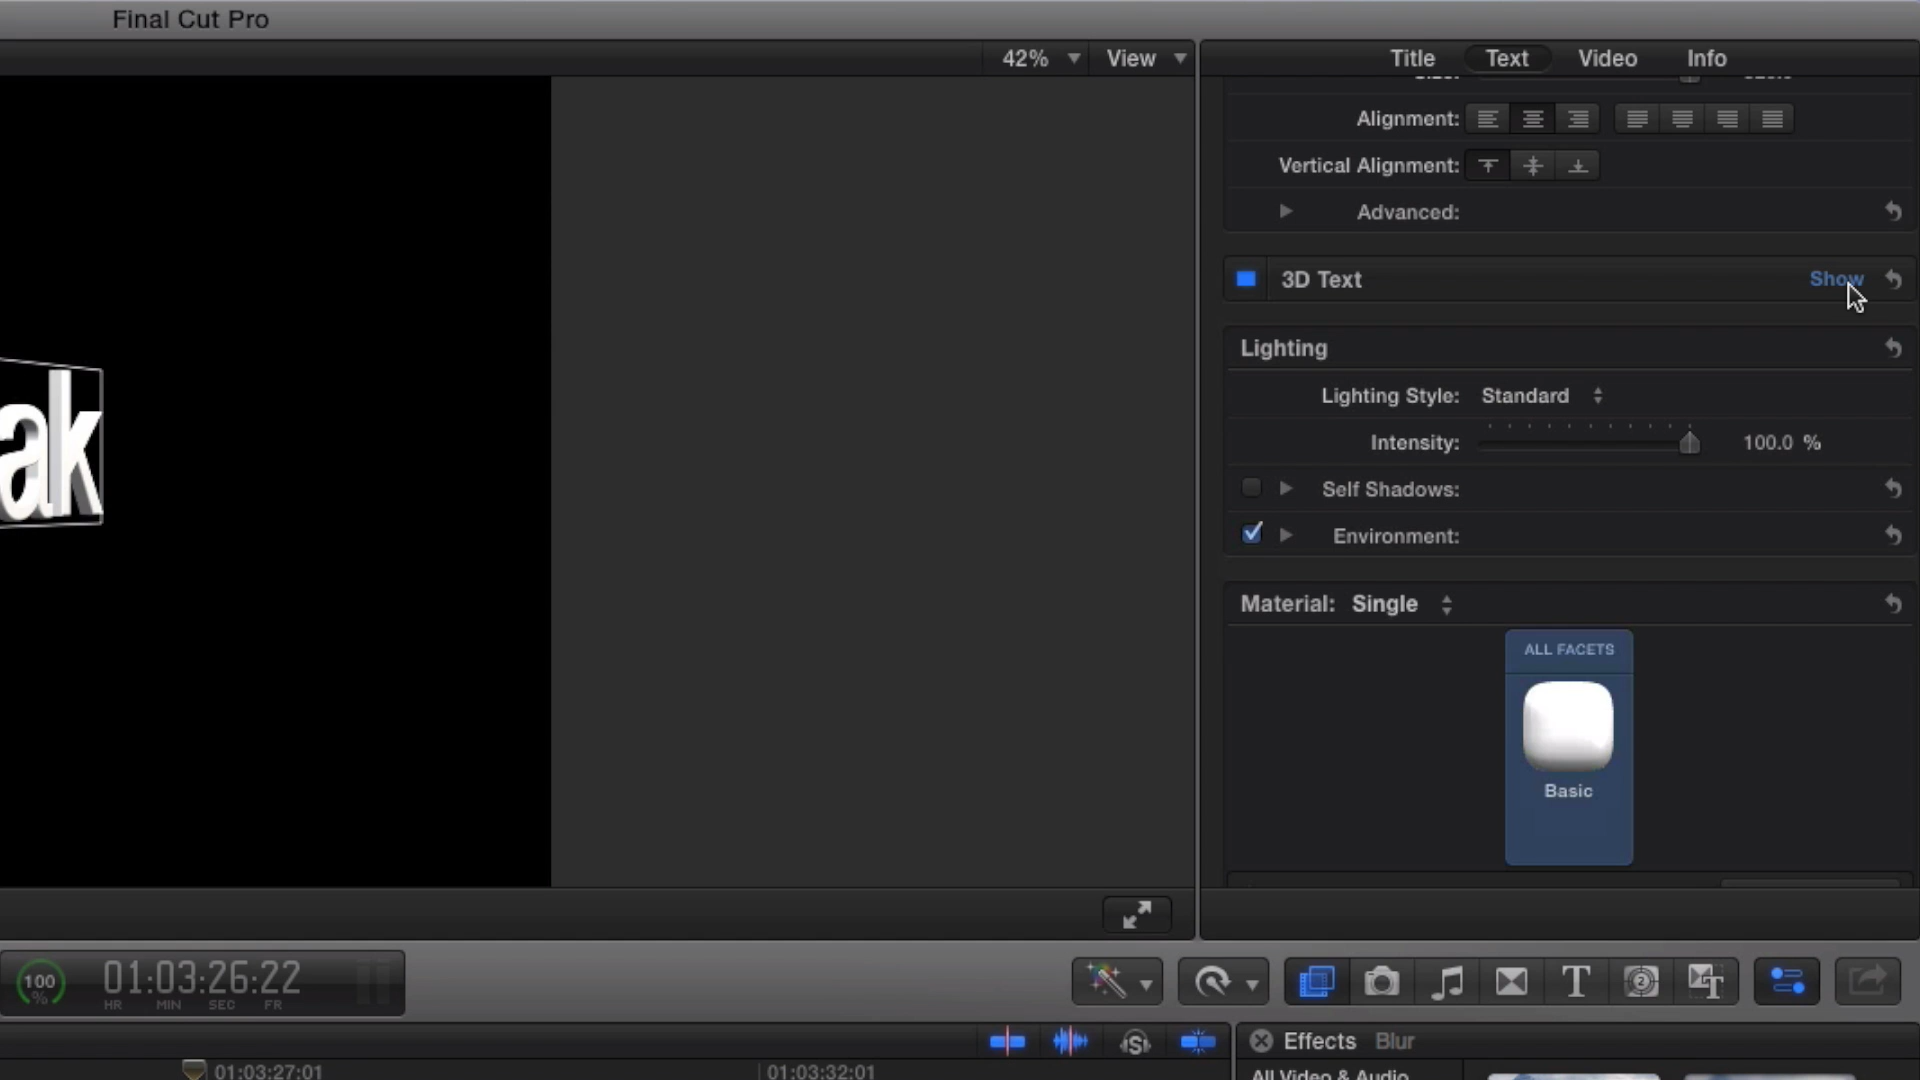 Final Cut Pro
42% View
Title Text Video Info
Alignment:
Vertical Alignment:
Advanced:
3D Text Show
Lighting
Lighting Style: Standard
Intensity: 100.0 %
Self Shadows:
Environment:
Material: Single
ALL FACETS
Basic
ak
100 %
01:03:26:22
HR MIN SEC FR
Effects Blur
01:03:27:01 01:03:32:01
All Video & Audio